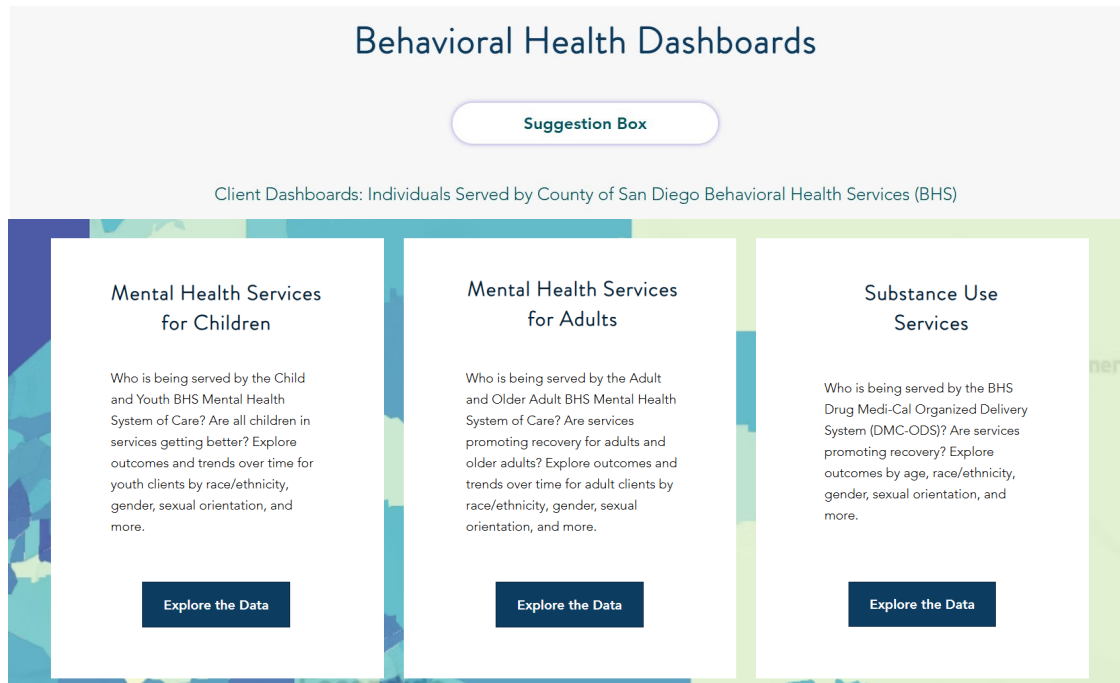 Behavioral Health Dashboards
Suggestion Box
Client Dashboards: Individuals Served by County of San Diego Behavioral Health Services (BHS)
Mental Health Services
for Children
Who is being served by the Child
and Youth BHS Mental Health
System of Care? Are all children in
services getting better? Explore
outcomes and trends over time for
youth clients by race/ethnicity,
gender, sexual orientation, and
more.
Explore the Data
Mental Health Services
for Adults
Who is being served by the Adult
and Older Adult BHS Mental Health
System of Care? Are services
promoting recovery for adults and
older adults? Explore outcomes and
trends over time for adult clients by
race/ethnicity, gender, sexual
orientation, and more.
Explore the Data
Substance Use
Services
Who is being served by the BHS
Drug Medi-Cal Organized Delivery
System (DMC-ODS)? Are services
promoting recovery? Explore
outcomes by age, race/ethnicity,
gender, sexual orientation, and
more.
Explore the Data